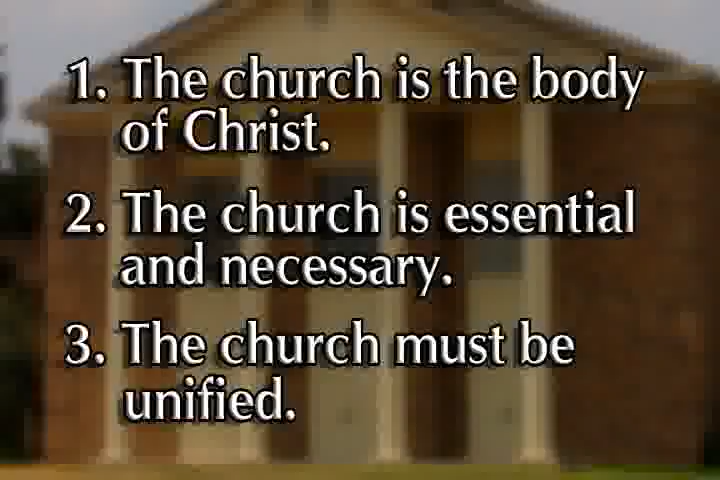 1. The church is the body
of Christ.
2. The church is essential
and necessary.
3. The church must be
unified.